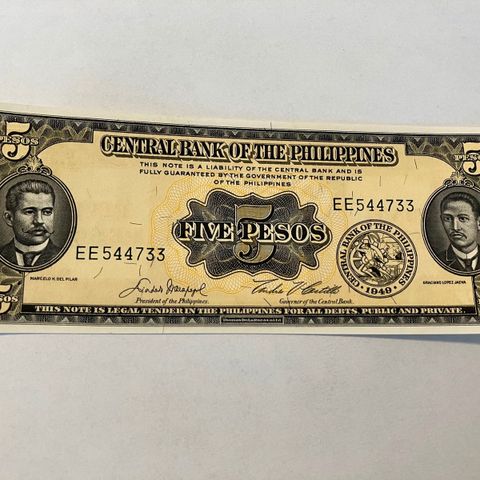 5 PESOS
5 PESOS
CENTRAL BANK OF THE PHILIPPINES
THIS NOTE IS A LIABILITY OF THE CENTRAL BANK AND IS
FULLY GUARANTEED BY THE GOVERNMENT OF THE REPUBLIC
OF THE PHILIPPINES
EE544733
5
FIVE PESOS
EE544733
CENTRAL BANK OF THE PHILIPPINES
1949
MARCELO H. DEL PILAR
GRACIANO LOPEZ JAENA
President of the Philippines.
Governor of the Central Bank.
THIS NOTE IS LEGAL TENDER IN THE PHILIPPINES FOR ALL DEBTS, PUBLIC AND PRIVATE.